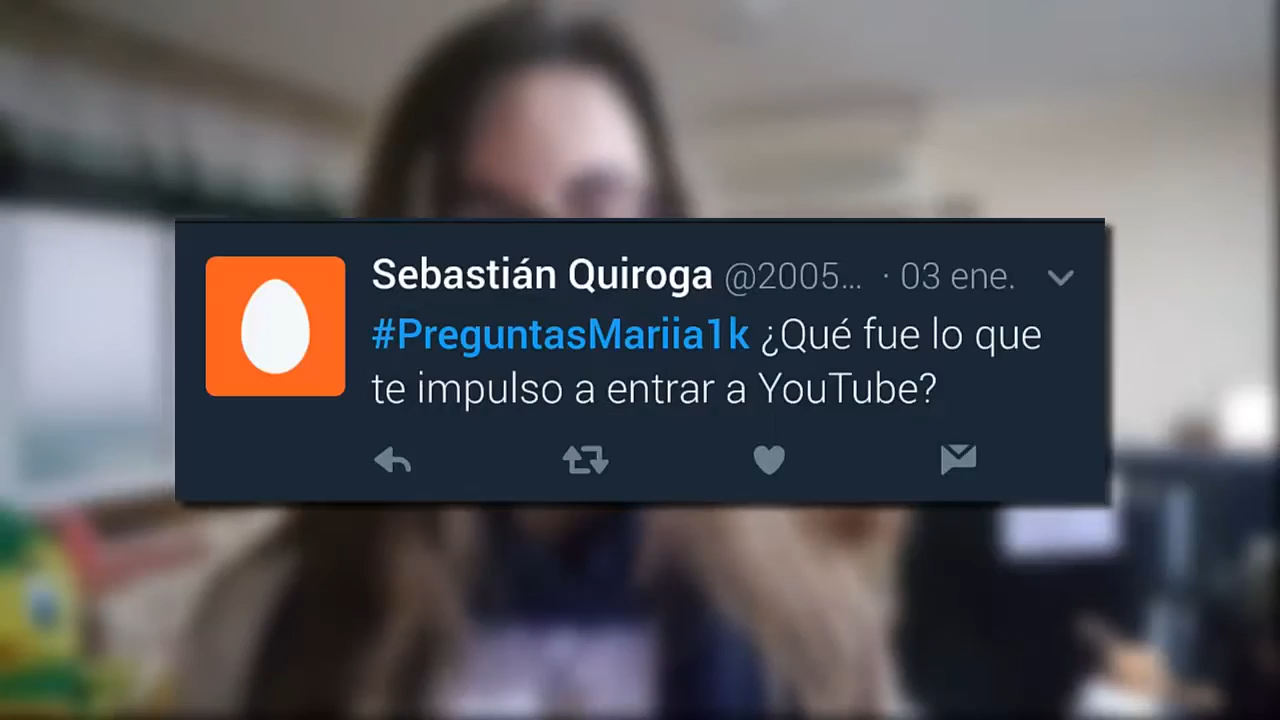 Sebastián Quiroga @2005... · 03 ene.
#PreguntasMariia1k ¿Qué fue lo que
te impulso a entrar a YouTube?